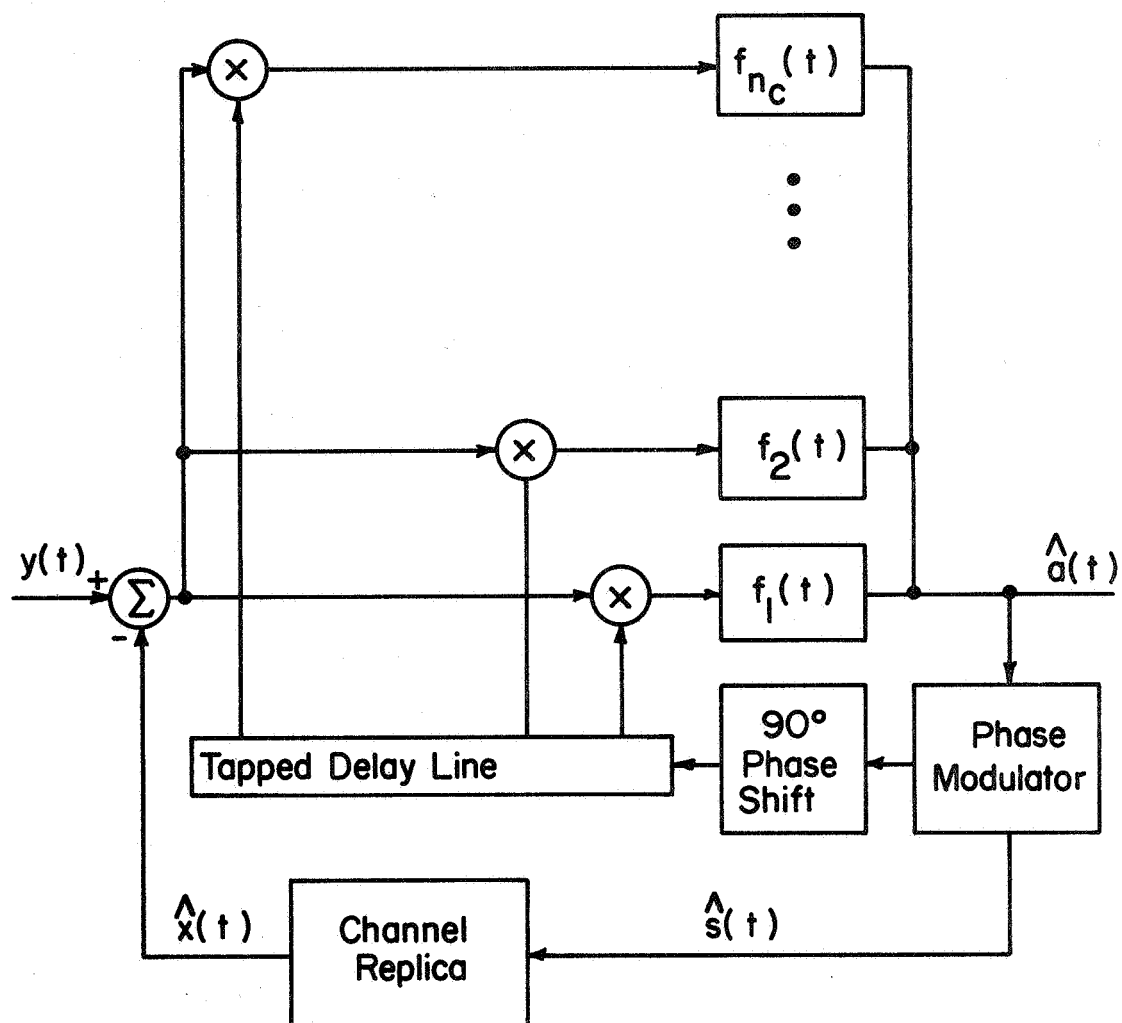 ×
f_{n_c}(t)
×
f_2(t)
y(t)
+
Σ
-
×
f_1(t)
â(t)
90°
Phase
Shift
Phase
Modulator
Tapped Delay Line
x̂(t)
Channel
Replica
ŝ(t)